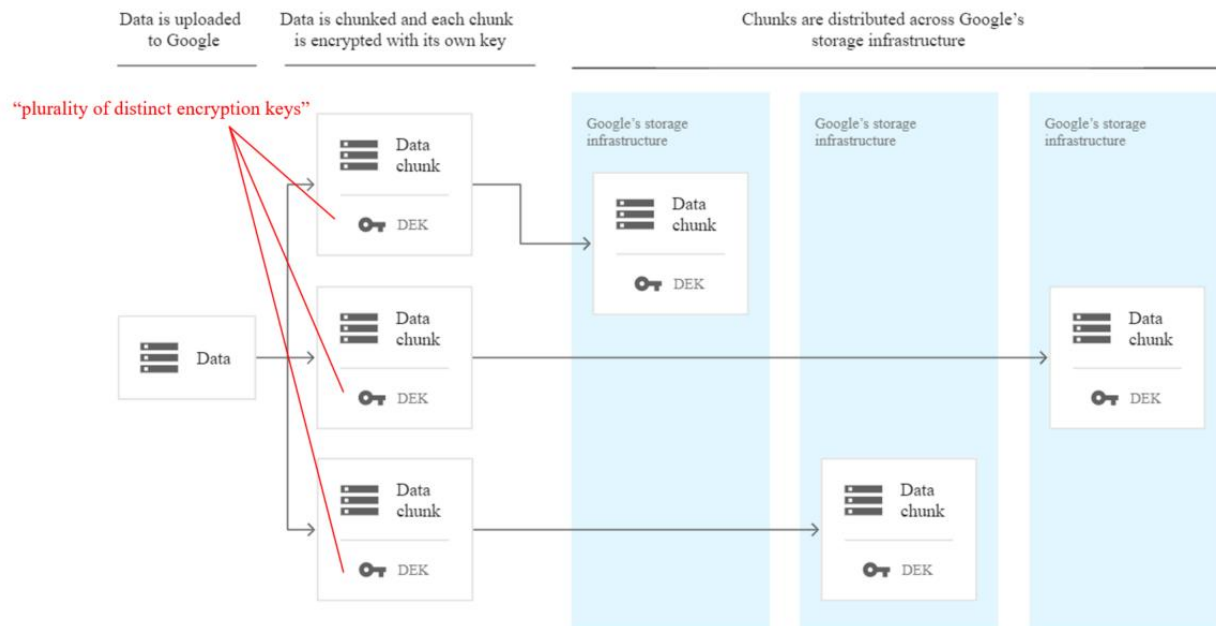 Data is uploaded
to Google
Data is chunked and each chunk
is encrypted with its own key
Chunks are distributed across Google's
storage infrastructure
“plurality of distinct encryption keys”
Google's storage
infrastructure
Google's storage
infrastructure
Google's storage
infrastructure
Data
chunk
DEK
Data
chunk
DEK
Data
Data
chunk
DEK
Data
chunk
DEK
Data
chunk
DEK
Data
chunk
DEK